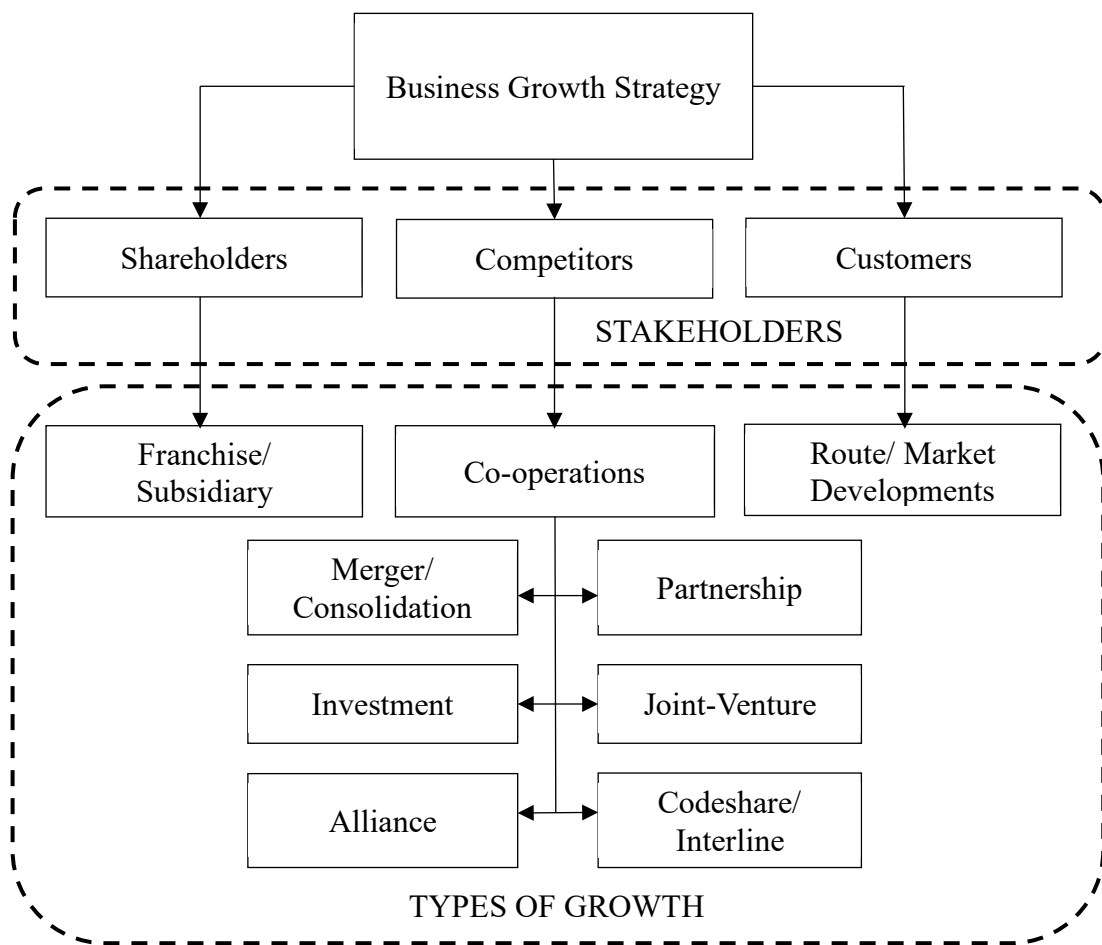 Business Growth Strategy
Shareholders
Competitors
Customers
STAKEHOLDERS
Franchise/
Subsidiary
Co-operations
Route/ Market
Developments
Merger/
Consolidation
Partnership
Investment
Joint-Venture
Alliance
Codeshare/
Interline
TYPES OF GROWTH